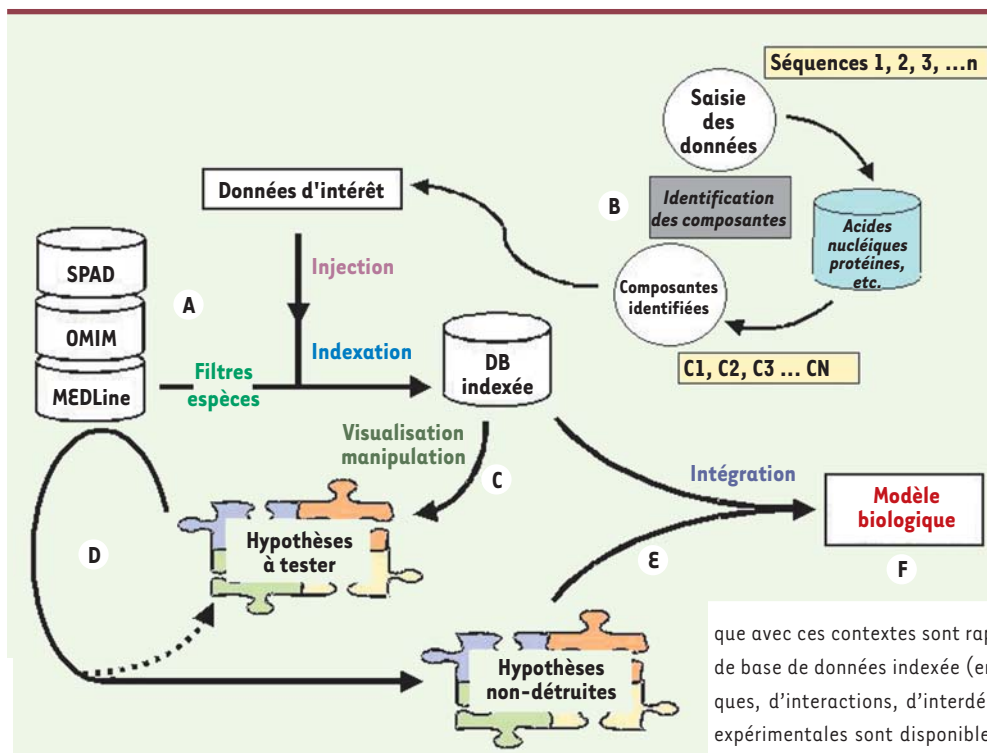 Séquences 1, 2, 3, ...n
Saisie
des
données
Données d'intérêt
B
Identification
des composantes
Acides
nucléiques
protéines,
etc.
SPAD
A
Injection
Composantes
identifiées
OMIM
Indexation
DB
indexée
C1, C2, C3 ... CN
MEDLine
Filtres
espèces
Visualisation
manipulation
C
Intégration
Modèle
biologique
Hypothèses
à tester
D
E
F
Hypothèses
non-détruites
que avec ces contextes sont rap
de base de données indexée (er
ques, d'interactions, d'interdé
expérimentales sont disponible